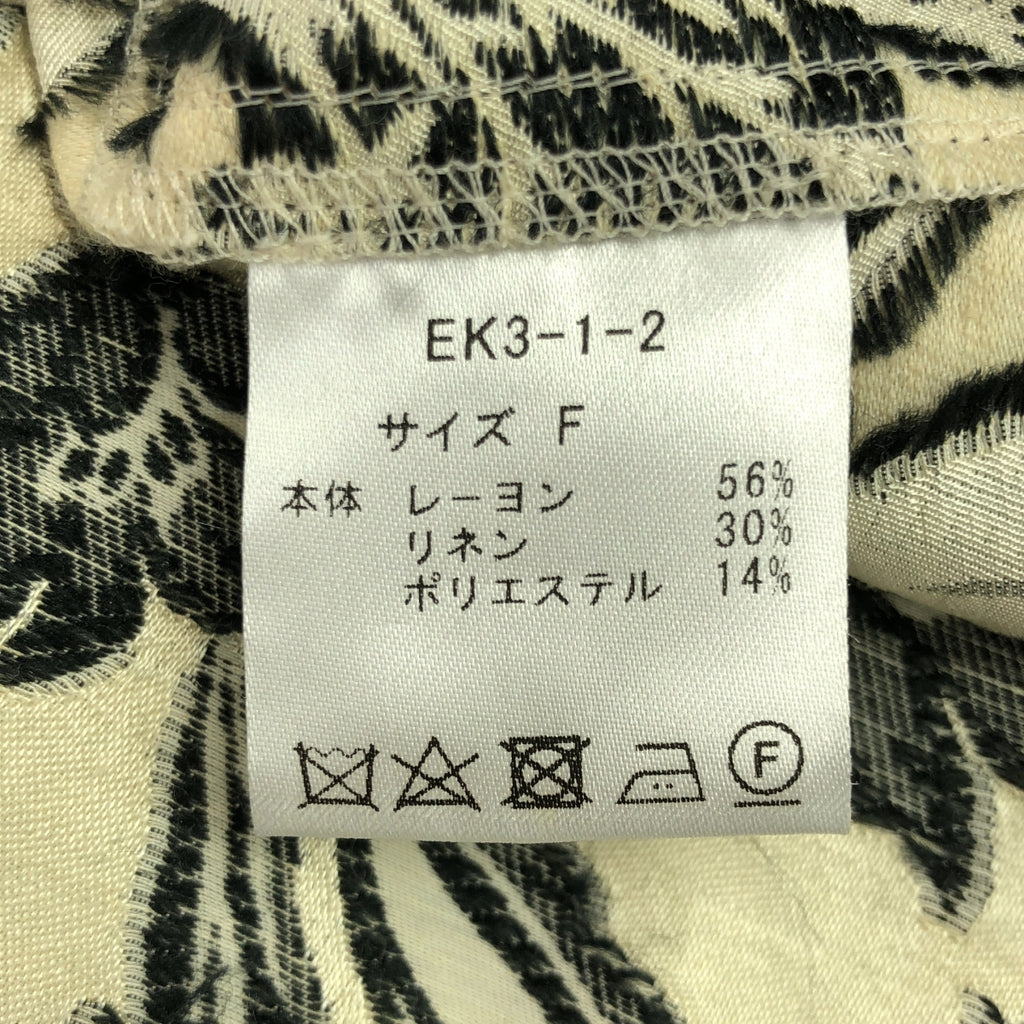 EK3-1-2
サイズ F
本体 レーヨン 56%
リネン 30%
ポリエステル 14%
F